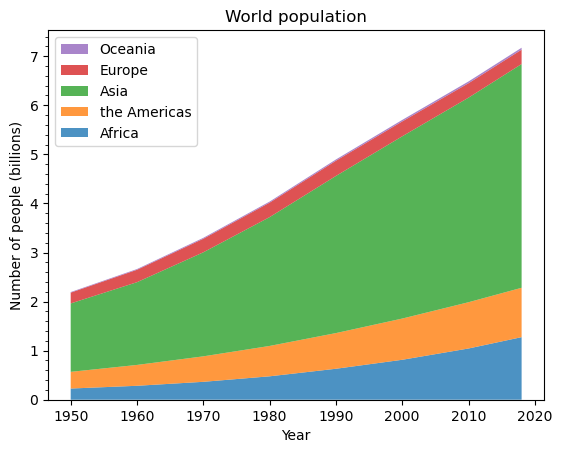 World population
Oceania
Europe
Asia
the Americas
Africa
Number of people (billions)
7
6
5
4
3
2
1
0
1950 1960 1970 1980 1990 2000 2010 2020
Year